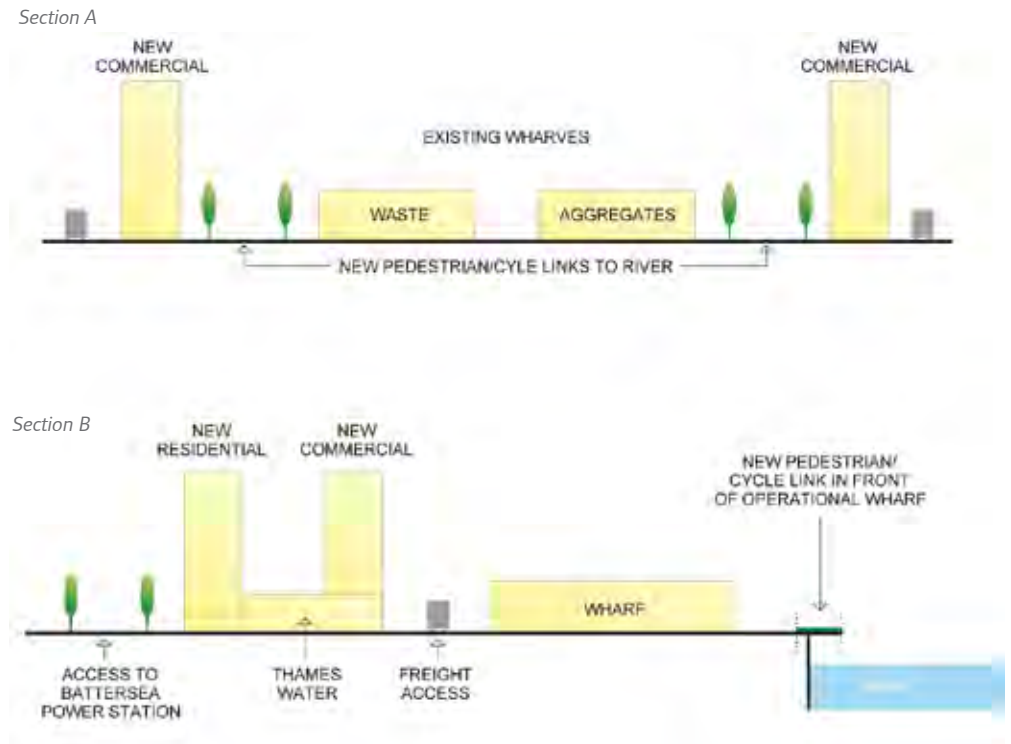 Section A
NEW
COMMERCIAL
NEW
COMMERCIAL
EXISTING WHARVES
WASTE
AGGREGATES
NEW PEDESTRIAN/CYLE LINKS TO RIVER
Section B
NEW
RESIDENTIAL
NEW
COMMERCIAL
NEW PEDESTRIAN/
CYCLE LINK IN FRONT
OF OPERATIONAL WHARF
WHARF
ACCESS TO
BATTERSEA
POWER STATION
THAMES
WATER
FREIGHT
ACCESS